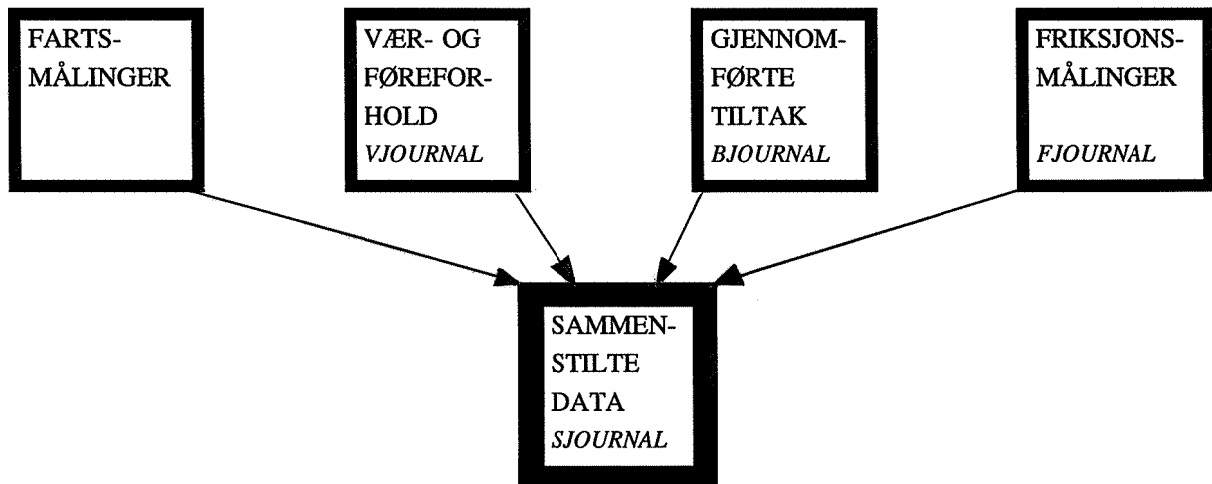 FARTS-
MÅLINGER
VÆR- OG
FØREFOR-
HOLD
VJOURNAL
GJENNOM-
FØRTE
TILTAK
BJOURNAL
FRIKSJONS-
MÅLINGER
FJOURNAL
SAMMEN-
STILTE
DATA
SJOURNAL